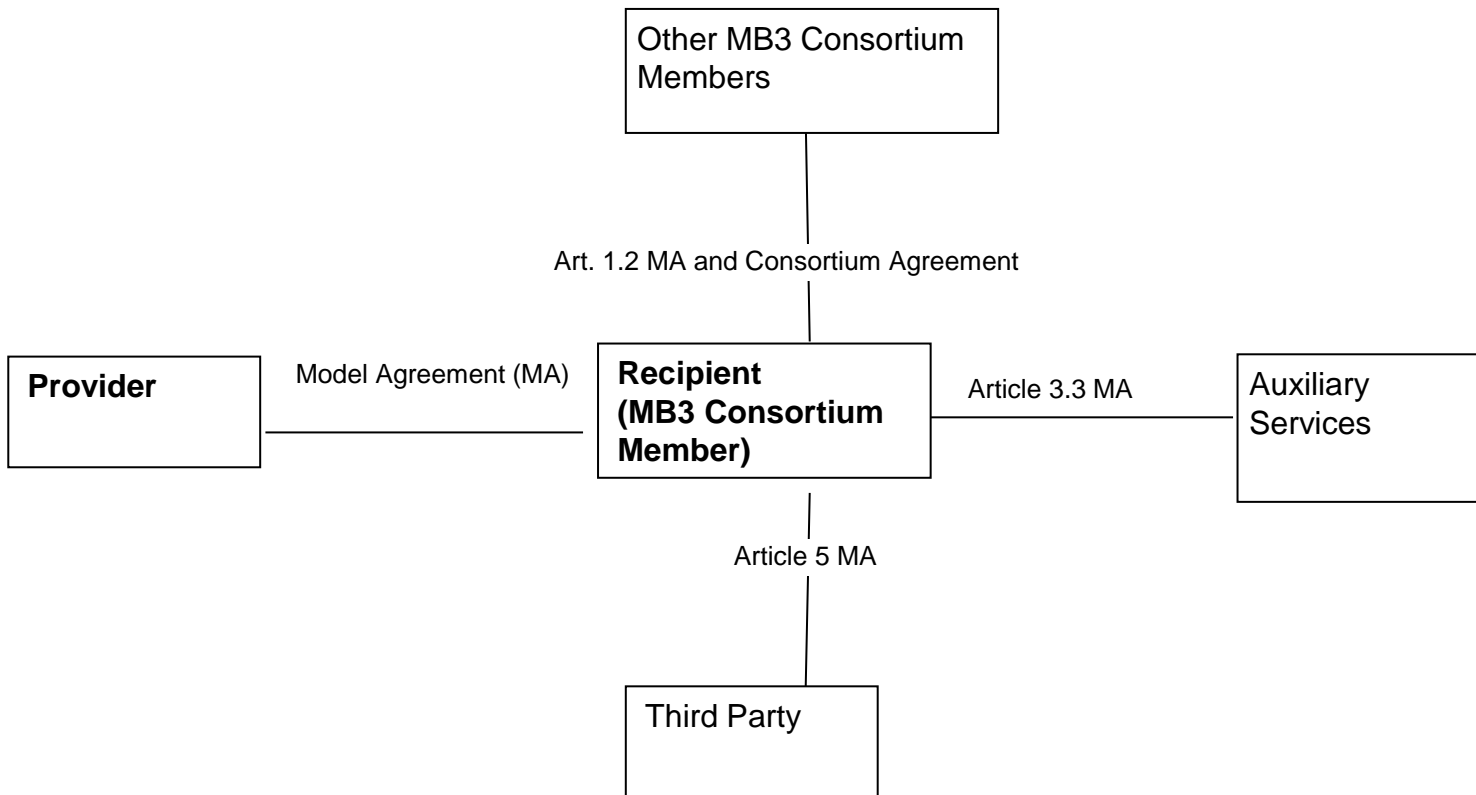 Other MB3 Consortium
Members
Art. 1.2 MA and Consortium Agreement
Provider
Model Agreement (MA)
Recipient
(MB3 Consortium
Member)
Article 3.3 MA
Auxiliary
Services
Article 5 MA
Third Party